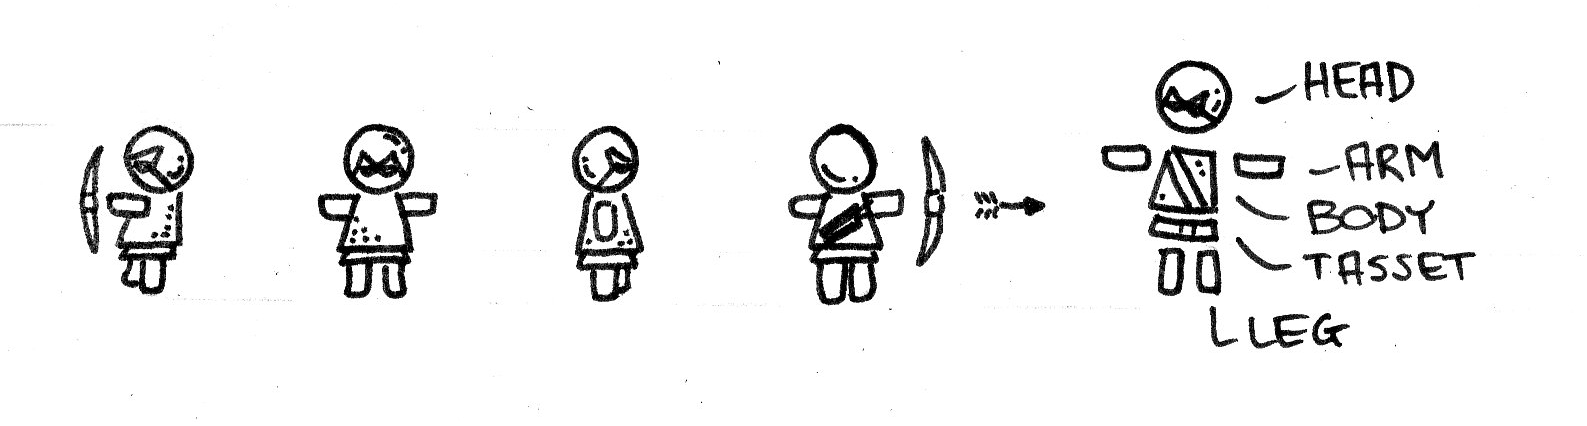 HEAD
ARM
BODY
TASSET
LEG